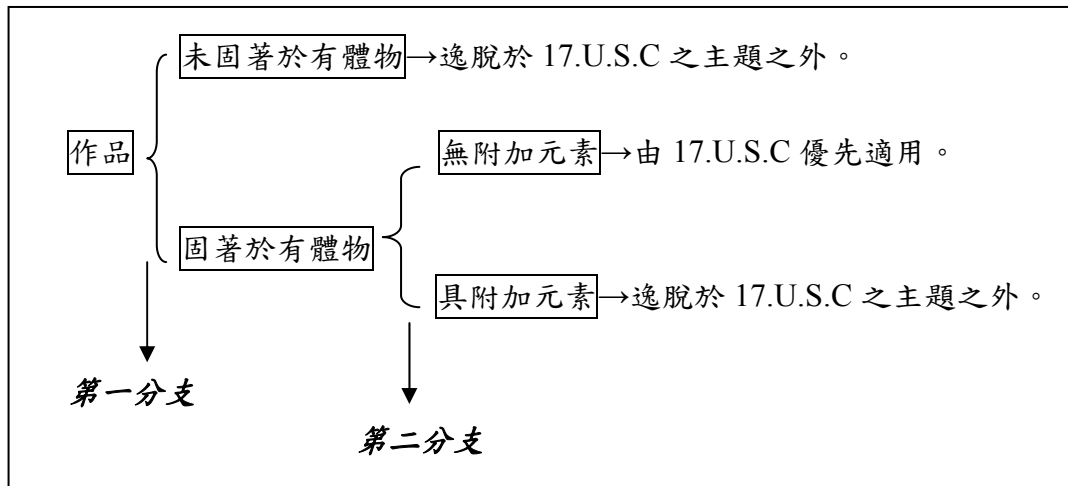 未固著於有體物→逸脫於 17.U.S.C 之主題之外。
作品
無附加元素→由 17.U.S.C 優先適用。
固著於有體物
具附加元素→逸脫於 17.U.S.C 之主題之外。
第一分支
第二分支